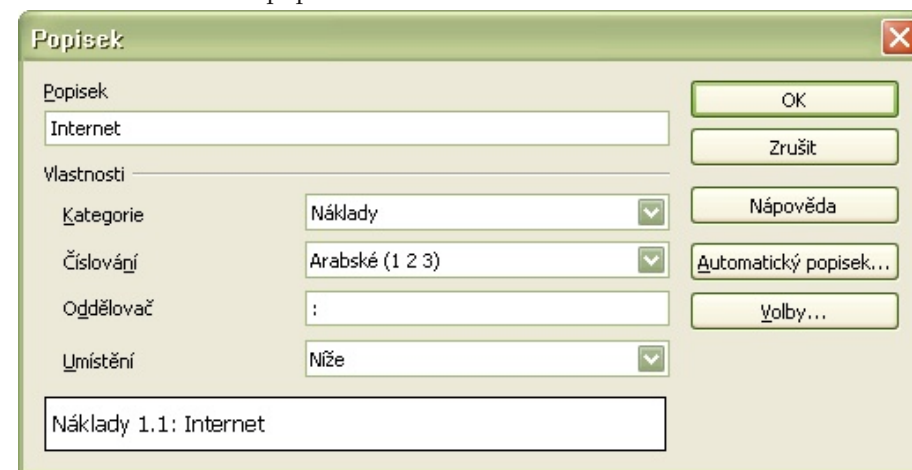 Popisek
Popisek
Internet
Vlastnosti
Kategorie Náklady
Číslování Arabské (1 2 3)
Oddělovač :
Umístění Níže
Náklady 1.1: Internet
OK
Zrušit
Nápověda
Automatický popisek...
Volby...